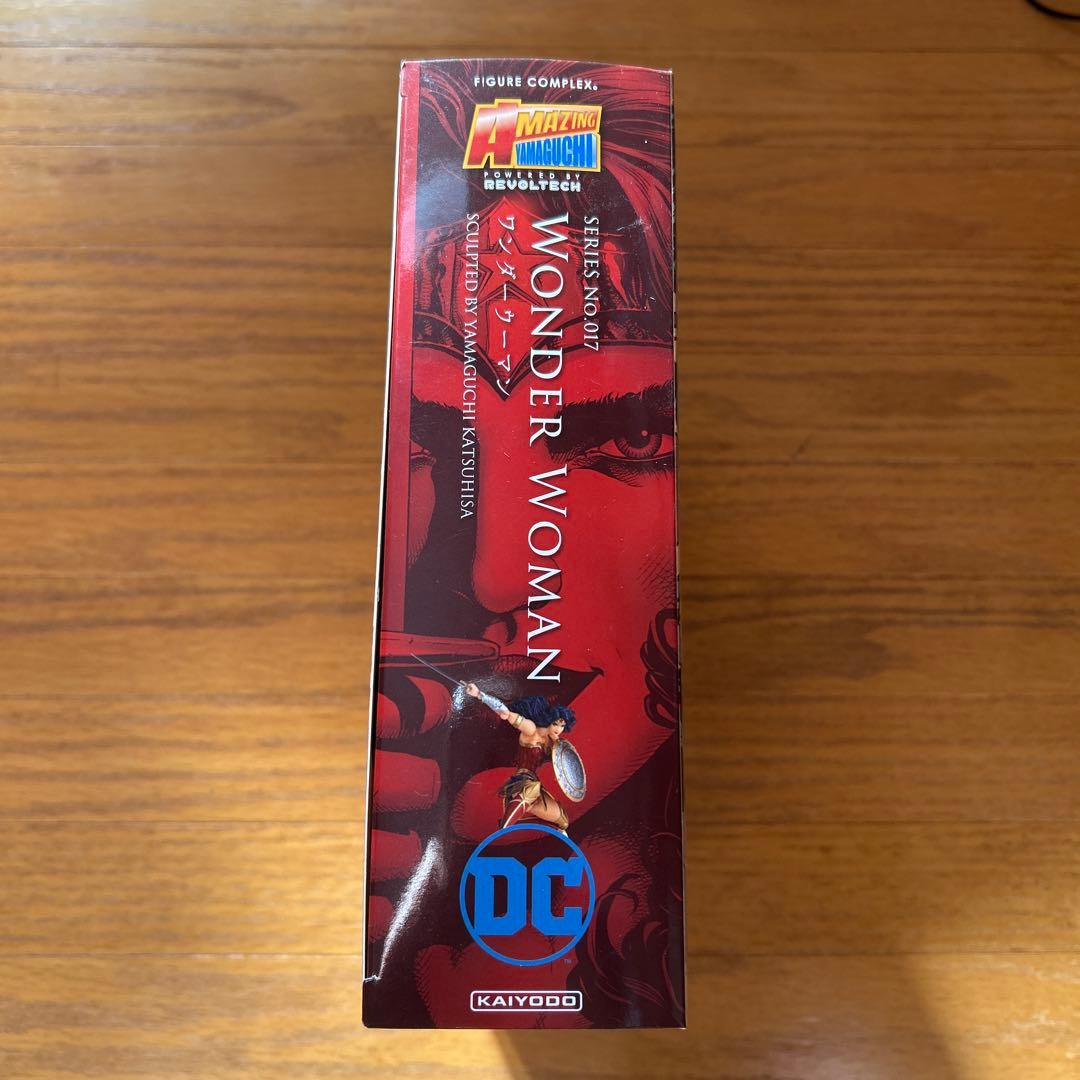 FIGURE COMPLEX®
AMAZING
YAMAGUCHI
POWERED BY
REVOLTECH
SERIES NO.017
WONDER WOMAN
ワンダーウーマン
SCULPTED BY YAMAGUCHI KATSUHISA
DC
™
KAIYODO